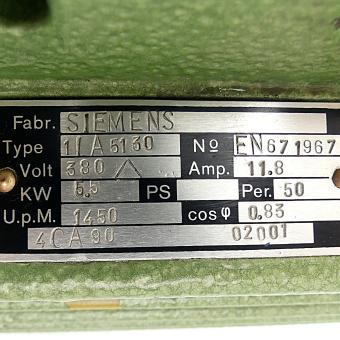 Fabr. SIEMENS
Type 1LA5130 No EN671967
Volt 380 △ Amp. 11.8
KW 5.5 PS Per. 50
U.p.M. 1450 cos φ 0.83
4CA90 02001